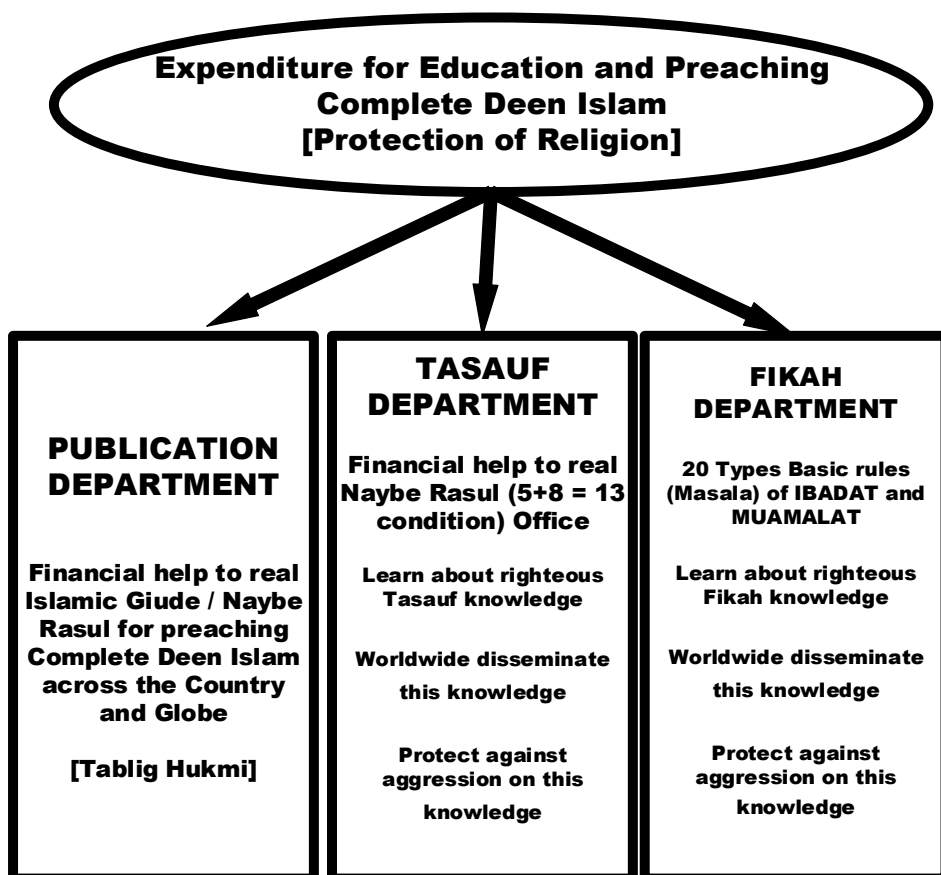 Expenditure for Education and Preaching
Complete Deen Islam
[Protection of Religion]
PUBLICATION
DEPARTMENT
Financial help to real
Islamic Giude / Naybe
Rasul for preaching
Complete Deen Islam
across the Country
and Globe
[Tablig Hukmi]
TASAUF
DEPARTMENT
Financial help to real
Naybe Rasul (5+8 = 13
condition) Office
Learn about righteous
Tasauf knowledge
Worldwide disseminate
this knowledge
Protect against
aggression on this
knowledge
FIKAH
DEPARTMENT
20 Types Basic rules
(Masala) of IBADAT and
MUAMALAT
Learn about righteous
Fikah knowledge
Worldwide disseminate
this knowledge
Protect against
aggression on this
knowledge